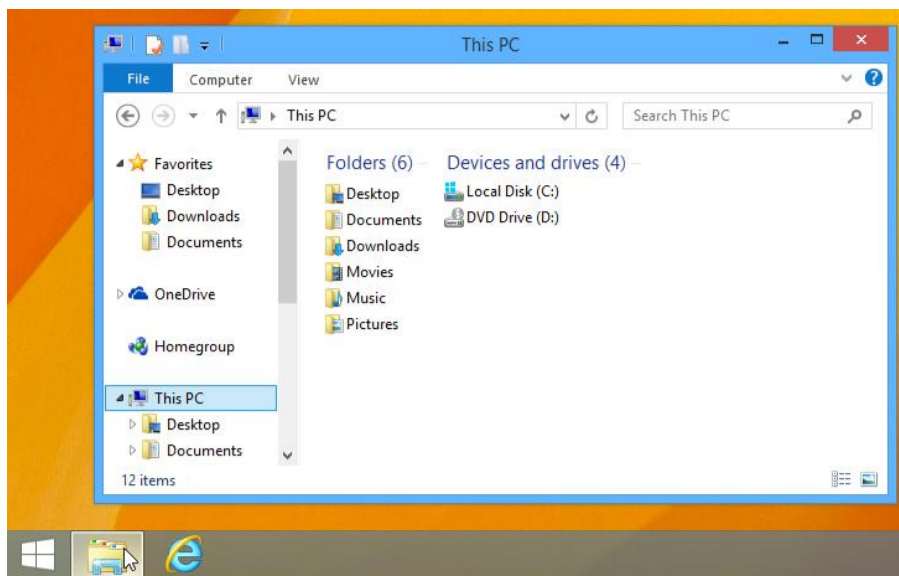 This PC
File Computer View
This PC Search This PC
Favorites
Desktop
Downloads
Documents
OneDrive
Homegroup
This PC
Desktop
Documents
Folders (6)
Desktop
Documents
Downloads
Movies
Music
Pictures
Devices and drives (4)
Local Disk (C:)
DVD Drive (D:)
12 items